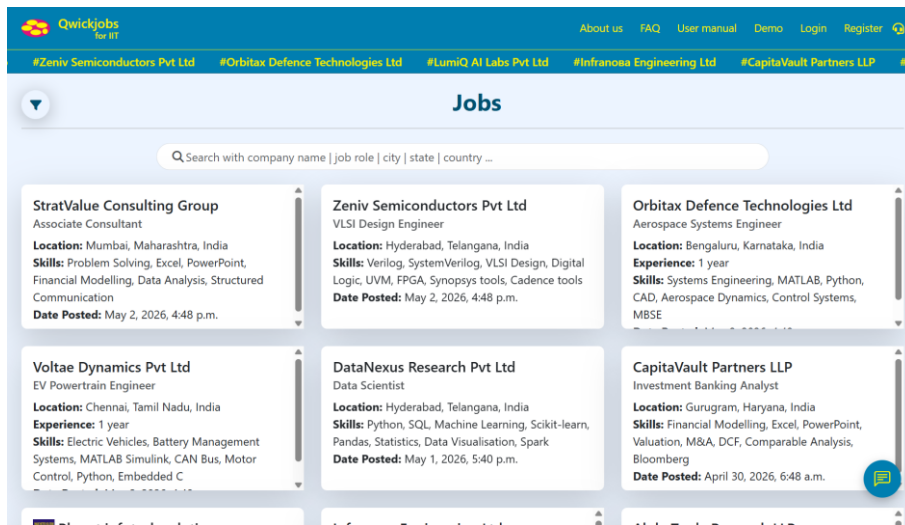 Qwickjobs
for IIT
About us FAQ User manual Demo Login Register
#Zeniv Semiconductors Pvt Ltd #Orbitax Defence Technologies Ltd #LumiQ AI Labs Pvt Ltd #Infranoва Engineering Ltd #CapitaVault Partners LLP #
Jobs
Search with company name | job role | city | state | country ...
StratValue Consulting Group
Associate Consultant
Location: Mumbai, Maharashtra, India
Skills: Problem Solving, Excel, PowerPoint,
Financial Modelling, Data Analysis, Structured
Communication
Date Posted: May 2, 2026, 4:48 p.m.
Zeniv Semiconductors Pvt Ltd
VLSI Design Engineer
Location: Hyderabad, Telangana, India
Skills: Verilog, SystemVerilog, VLSI Design, Digital
Logic, UVM, FPGA, Synopsys tools, Cadence tools
Date Posted: May 2, 2026, 4:48 p.m.
Orbitax Defence Technologies Ltd
Aerospace Systems Engineer
Location: Bengaluru, Karnataka, India
Experience: 1 year
Skills: Systems Engineering, MATLAB, Python,
CAD, Aerospace Dynamics, Control Systems,
MBSE
Voltae Dynamics Pvt Ltd
EV Powertrain Engineer
Location: Chennai, Tamil Nadu, India
Experience: 1 year
Skills: Electric Vehicles, Battery Management
Systems, MATLAB Simulink, CAN Bus, Motor
Control, Python, Embedded C
DataNexus Research Pvt Ltd
Data Scientist
Location: Hyderabad, Telangana, India
Skills: Python, SQL, Machine Learning, Scikit-learn,
Pandas, Statistics, Data Visualisation, Spark
Date Posted: May 1, 2026, 5:40 p.m.
CapitaVault Partners LLP
Investment Banking Analyst
Location: Gurugram, Haryana, India
Skills: Financial Modelling, Excel, PowerPoint,
Valuation, M&A, DCF, Comparable Analysis,
Bloomberg
Date Posted: April 30, 2026, 6:48 a.m.